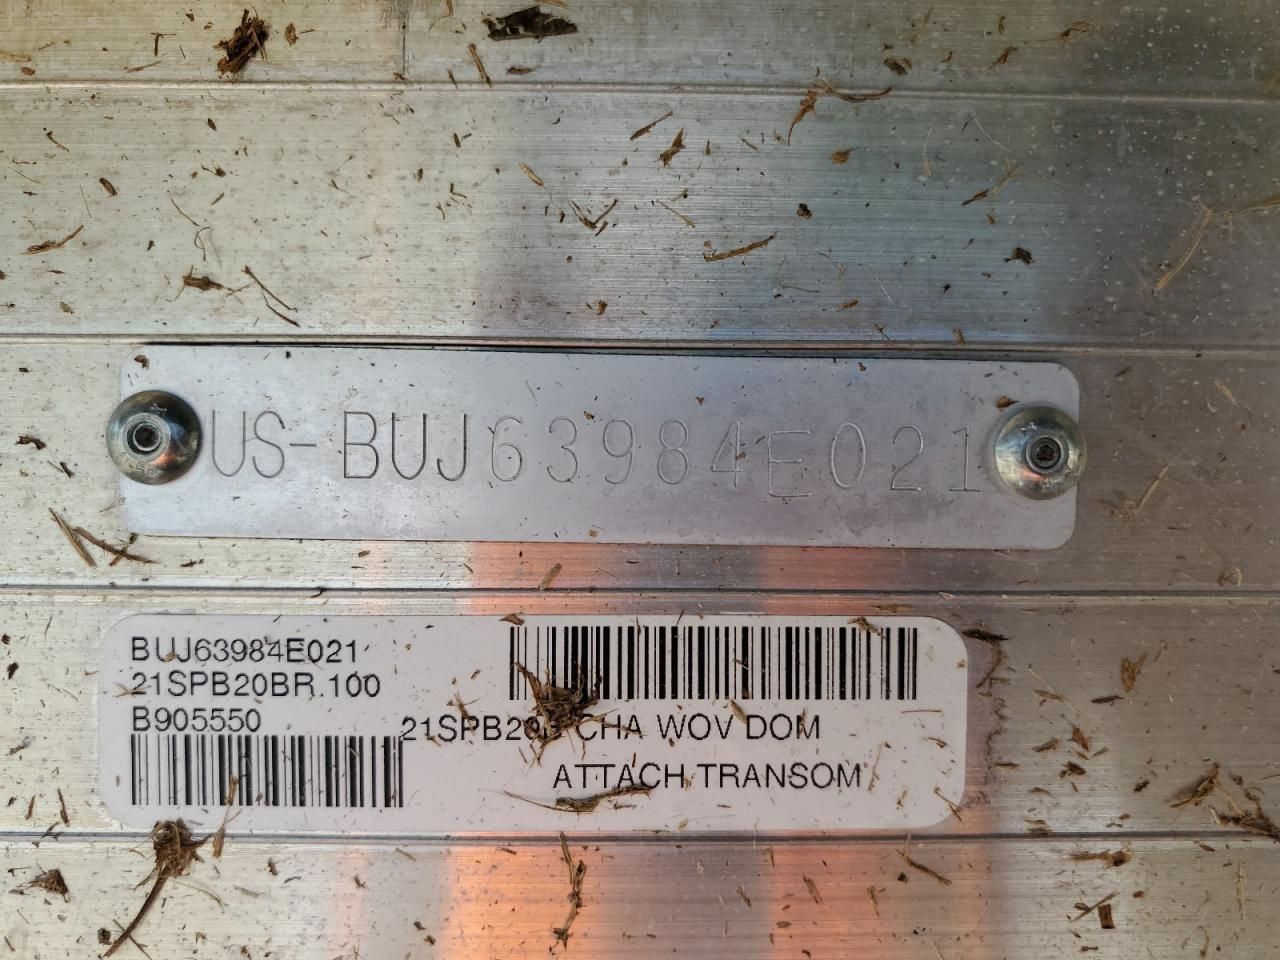 US-BUJ63984E021
BUJ63984E021
21SPB20BR.100
B905550
CHA WOV DOM
ATTACH TRANSOM